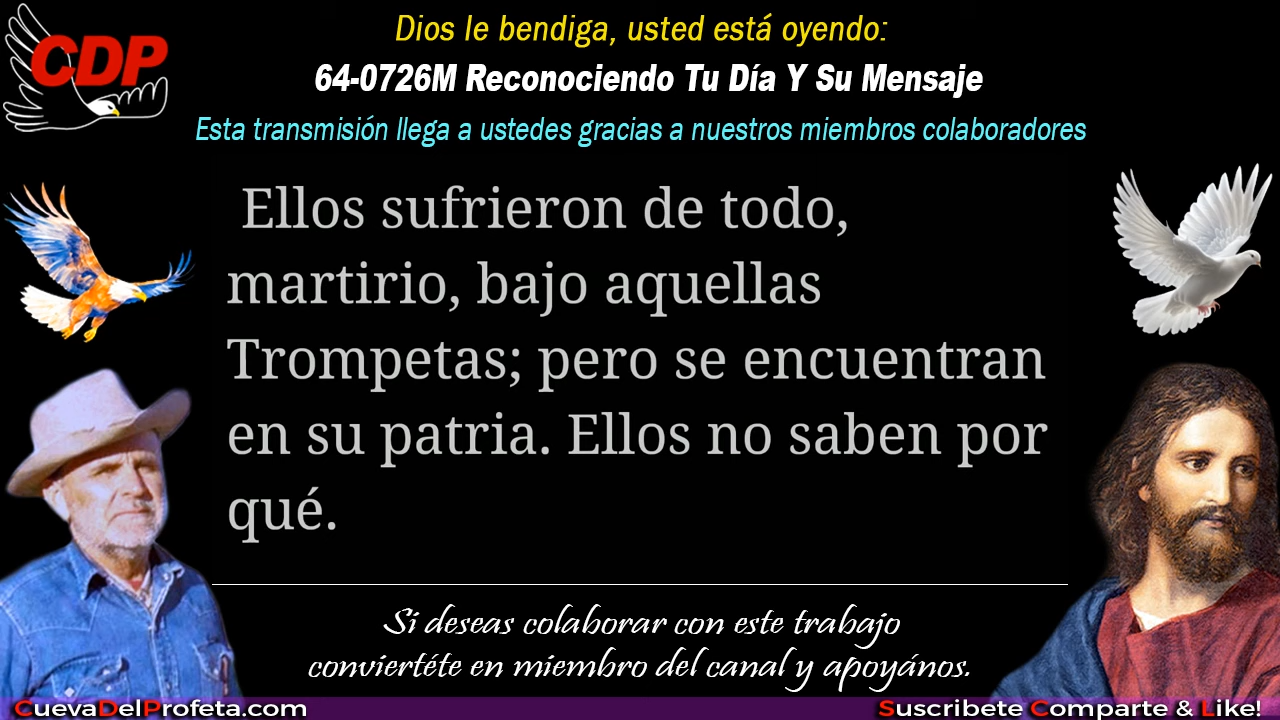 CDP
Dios le bendiga, usted está oyendo:
64-0726M Reconociendo Tu Día Y Su Mensaje
Esta transmisión llega a ustedes gracias a nuestros miembros colaboradores
Ellos sufrieron de todo,
martirio, bajo aquellas
Trompetas; pero se encuentran
en su patria. Ellos no saben por
qué.
Si deseas colaborar con este trabajo
conviertéte en miembro del canal y apoyános.
CuevaDelProfeta.com
Suscribete Comparte & Like!